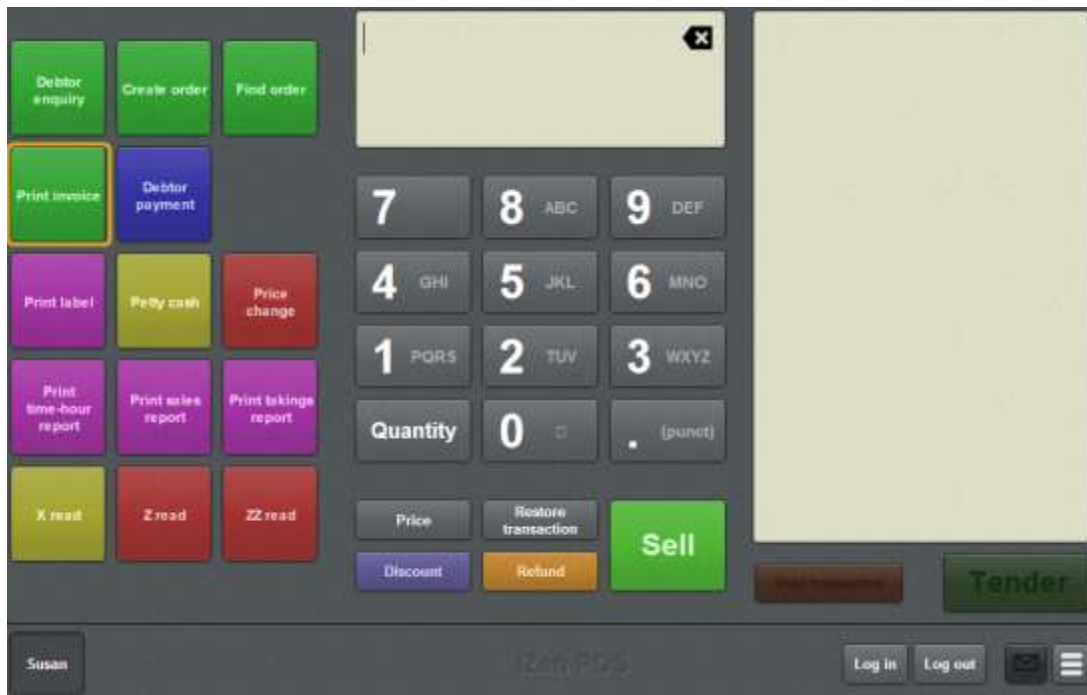 Debtor
enquiry
Create order
Find order
Print invoice
Debtor
payment
Print label
Petty cash
Price
change
Print
time-hour
report
Print sales
report
Print takings
report
X read
Z read
ZZ read
7
8 ABC
9 DEF
4 GHI
5 JKL
6 MNO
1 PQRS
2 TUV
3 WXYZ
Quantity
0
. (punct)
Price
Restore
transaction
Sell
Discount
Refund
Tender
Susan
Log in
Log out